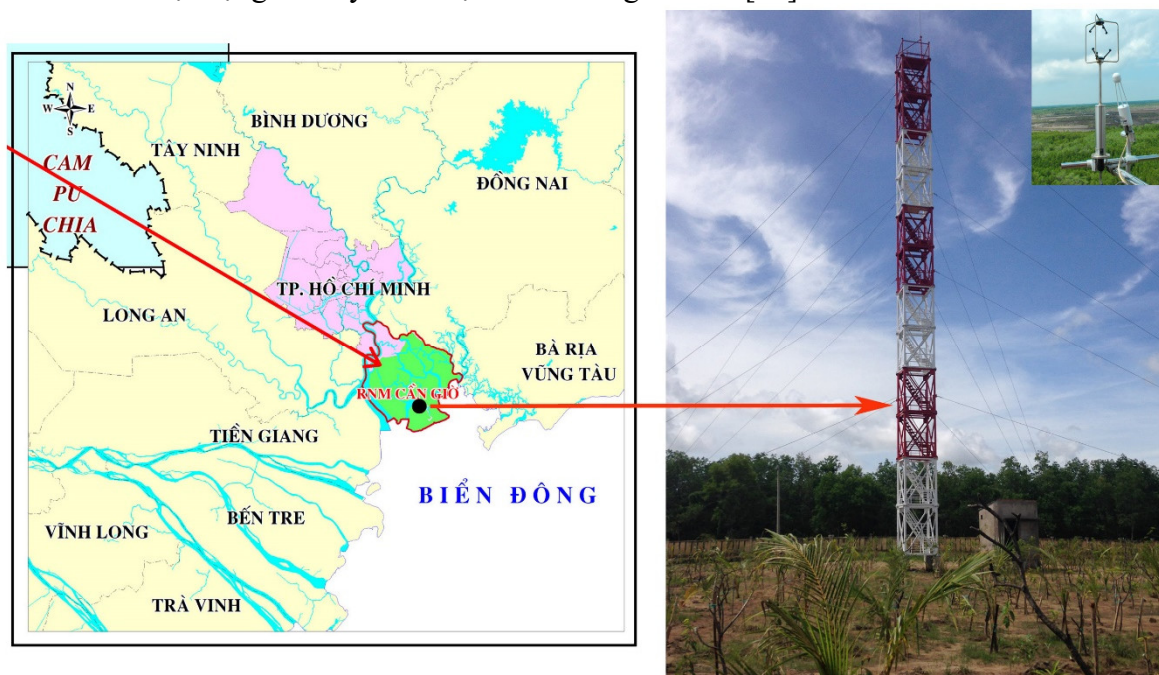 N
W E
S
CAM
PU
CHIA
BÌNH DƯƠNG
TÂY NINH
ĐỒNG NAI
TP. HỒ CHÍ MINH
LONG AN
BÀ RỊA
VŨNG TÀU
RNM CẦN GIỜ
TIỀN GIANG
BIỂN ĐÔNG
BẾN TRE
VĨNH LONG
TRÀ VINH